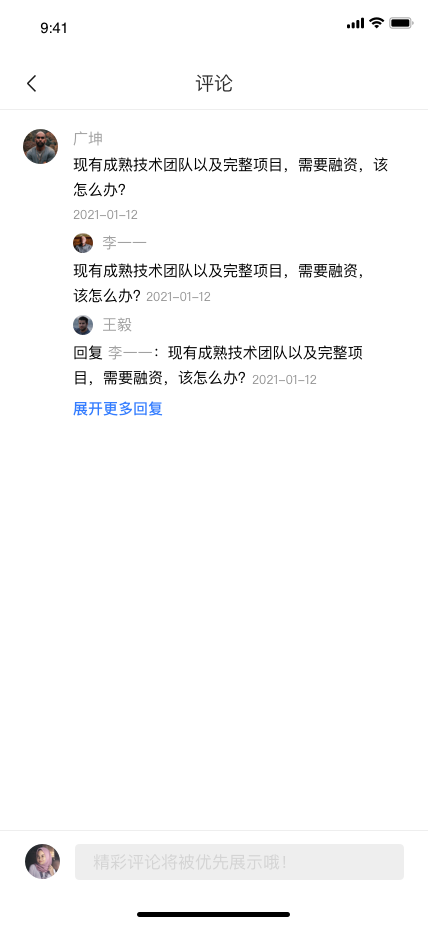 9:41
评论
广坤
现有成熟技术团队以及完整项目，需要融资，该
怎么办？
2021-01-12
李一一
现有成熟技术团队以及完整项目，需要融资，
该怎么办？ 2021-01-12
王毅
回复 李一一：现有成熟技术团队以及完整项
目，需要融资，该怎么办？ 2021-01-12
展开更多回复
精彩评论将被优先展示哦！